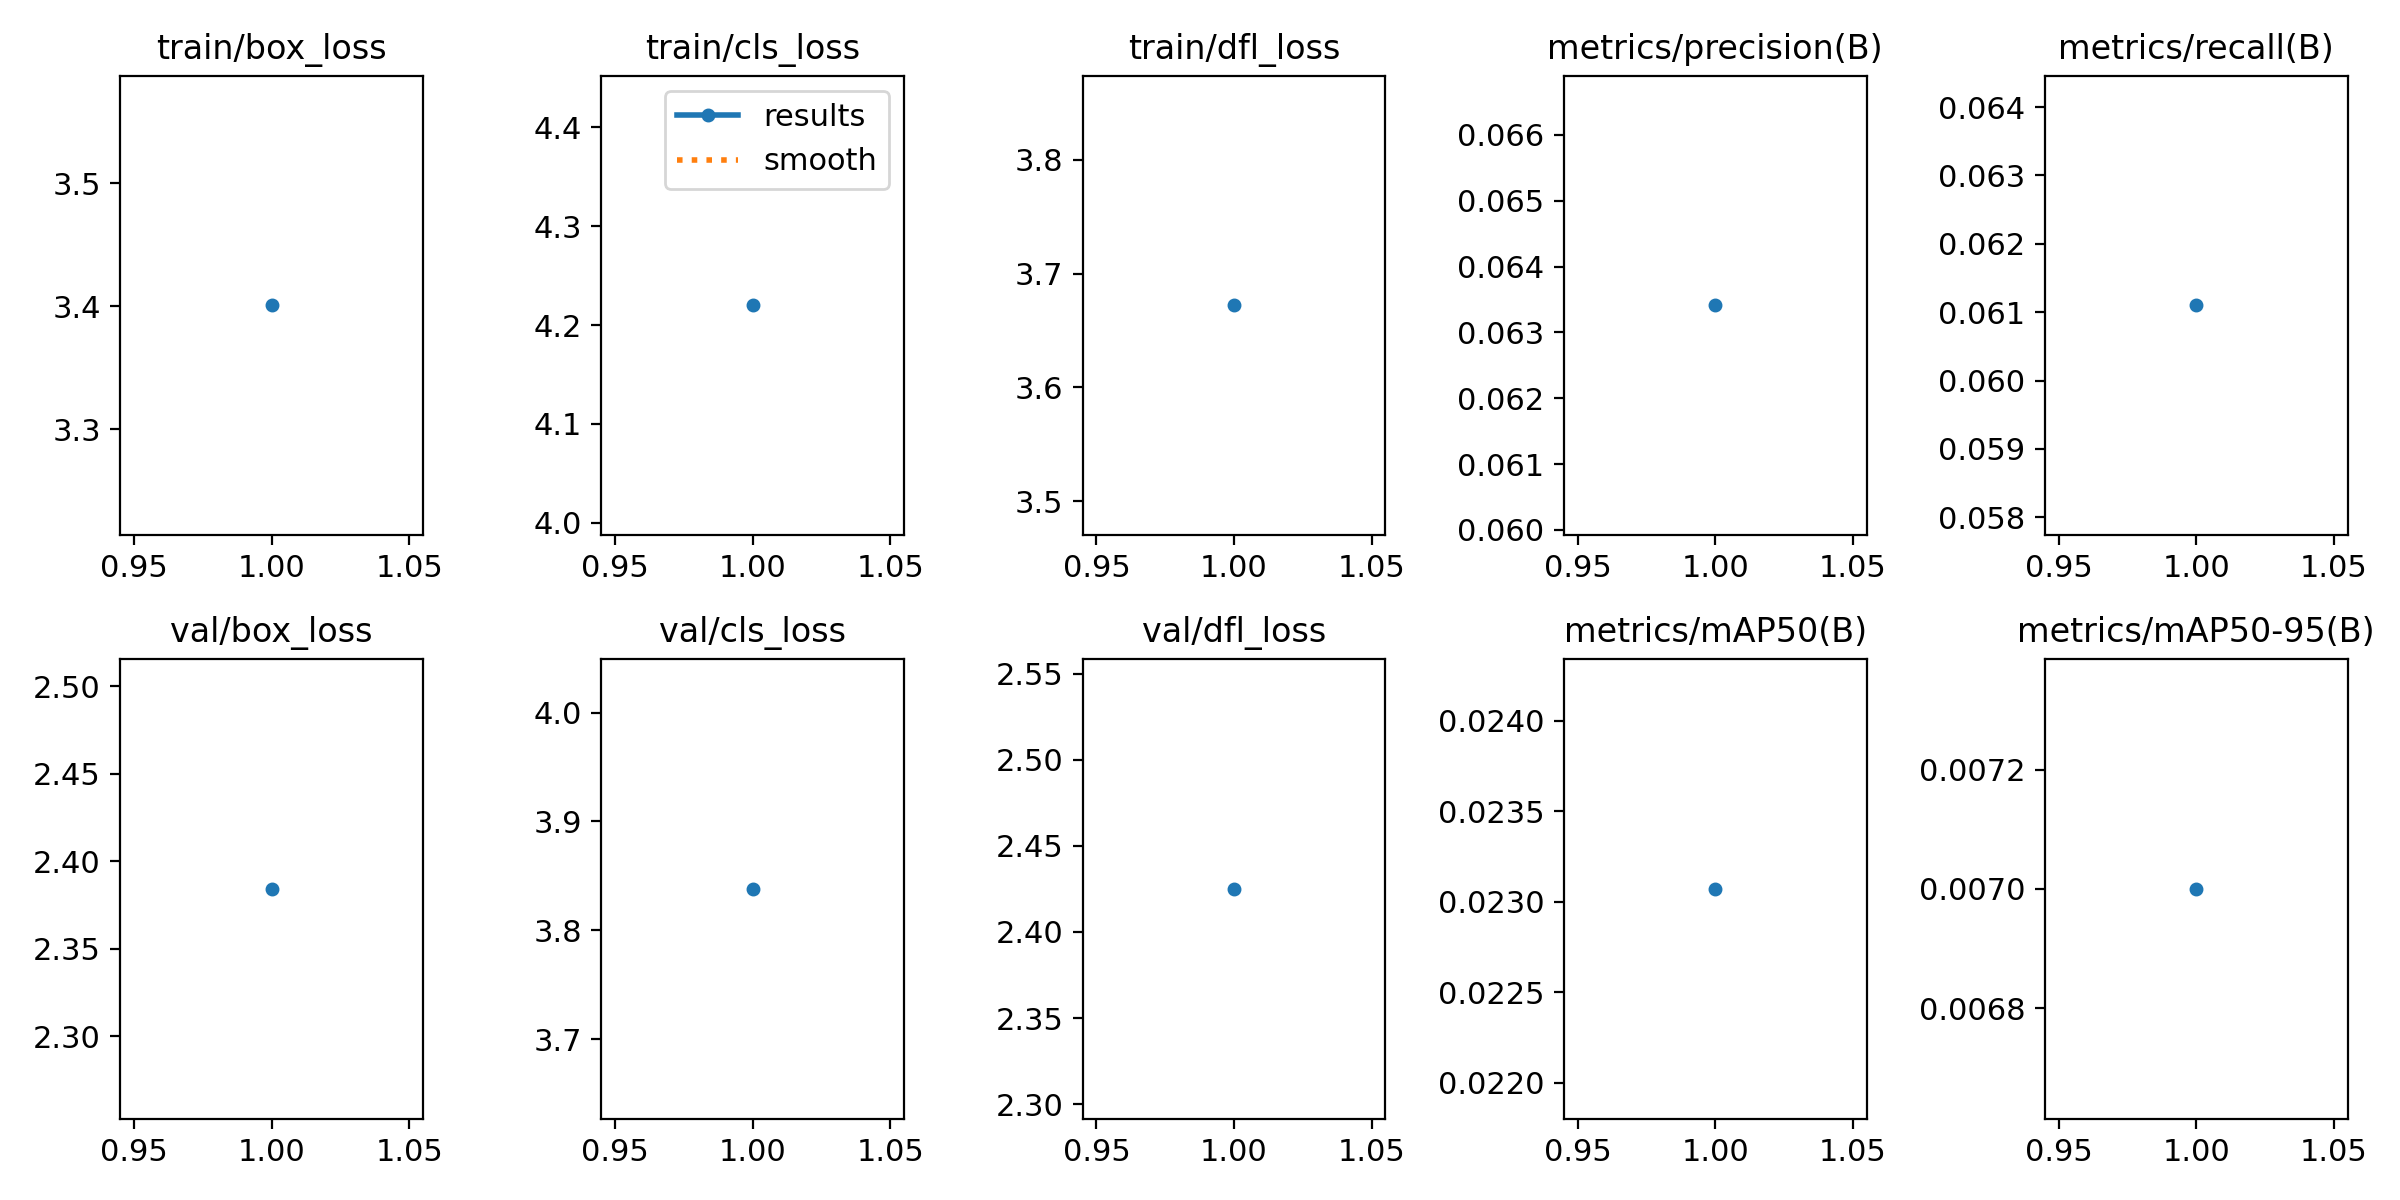 train/box_loss
3.5
3.4
3.3
0.95 1.00 1.05
train/cls_loss
results
smooth
4.4
4.3
4.2
4.1
4.0
0.95 1.00 1.05
train/dfl_loss
3.8
3.7
3.6
3.5
0.95 1.00 1.05
metrics/precision(B)
0.066
0.065
0.064
0.063
0.062
0.061
0.060
0.95 1.00 1.05
metrics/recall(B)
0.064
0.063
0.062
0.061
0.060
0.059
0.058
0.95 1.00 1.05
val/box_loss
2.50
2.45
2.40
2.35
2.30
0.95 1.00 1.05
val/cls_loss
4.0
3.9
3.8
3.7
0.95 1.00 1.05
val/dfl_loss
2.55
2.50
2.45
2.40
2.35
2.30
0.95 1.00 1.05
metrics/mAP50(B)
0.0240
0.0235
0.0230
0.0225
0.0220
0.95 1.00 1.05
metrics/mAP50-95(B)
0.0072
0.0070
0.0068
0.95 1.00 1.05